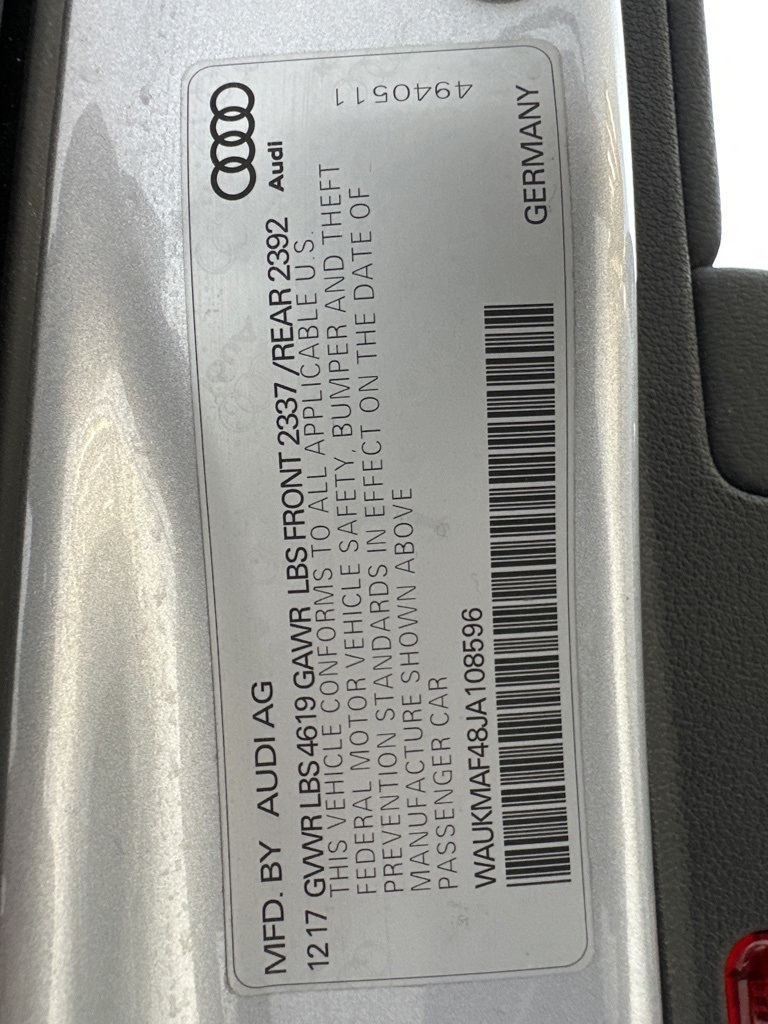 MFD. BY AUDI AG
Audi
1217 GVWR LBS 4619 GAWR LBS FRONT 2337 /REAR 2392
THIS VEHICLE CONFORMS TO ALL APPLICABLE U.S.
FEDERAL MOTOR VEHICLE SAFETY, BUMPER AND THEFT
PREVENTION STANDARDS IN EFFECT ON THE DATE OF
MANUFACTURE SHOWN ABOVE
PASSENGER CAR
4940511
WAUKMAF48JA108596
GERMANY